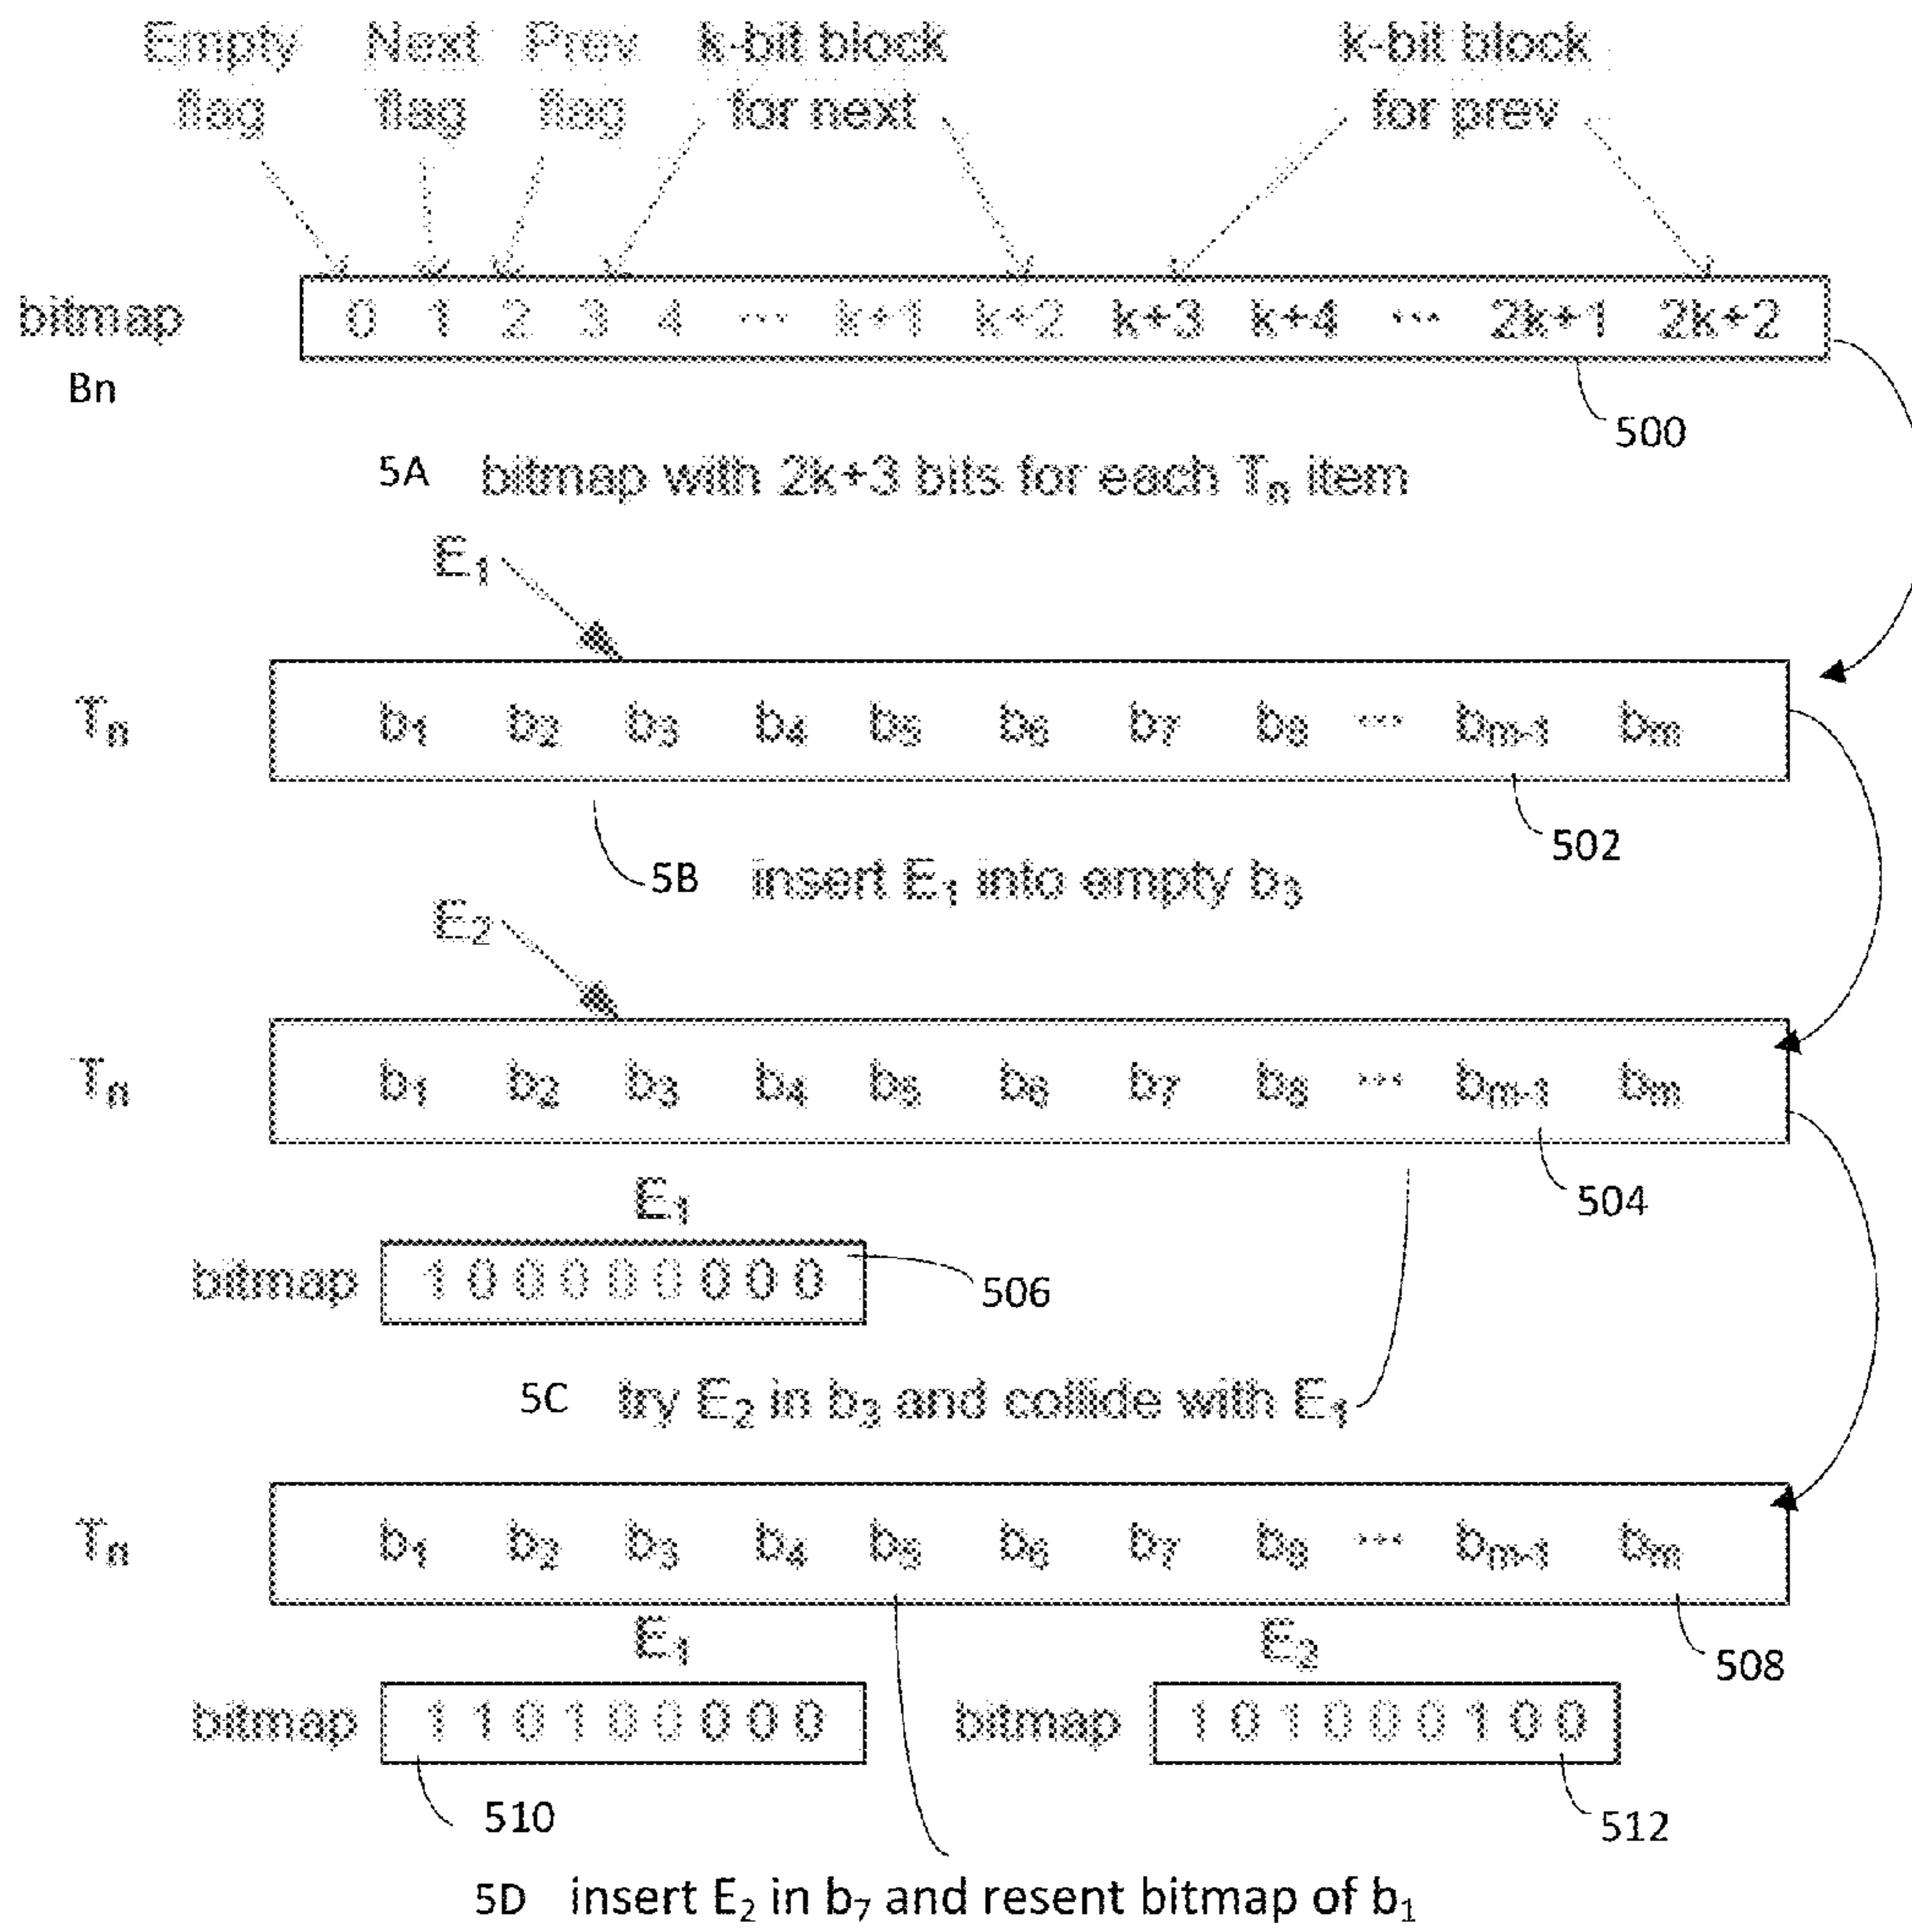 Empty Next Prev k-bit block k-bit block
flag flag flag for next for prev
bitmap 0 1 2 3 4 ... k+1 k+2 k+3 k+4 ... 2k+1 2k+2
Bn
500
5A bitmap with 2k+3 bits for each Tn item
E1
Tn b1 b2 b3 b4 b5 b6 b7 b8 ... bm-1 bm
502
5B insert E1 into empty b3
E2
Tn b1 b2 b3 b4 b5 b6 b7 b8 ... bm-1 bm
E1 504
bitmap 1 0 0 0 0 0 0 0 0 506
5C try E2 in b3 and collide with E1
Tn b1 b2 b3 b4 b5 b6 b7 b8 ... bm-1 bm
E1 E2 508
bitmap 1 1 0 1 0 0 0 0 0 bitmap 1 0 1 0 0 0 1 0 0
510 512
5D insert E2 in b7 and resent bitmap of b1